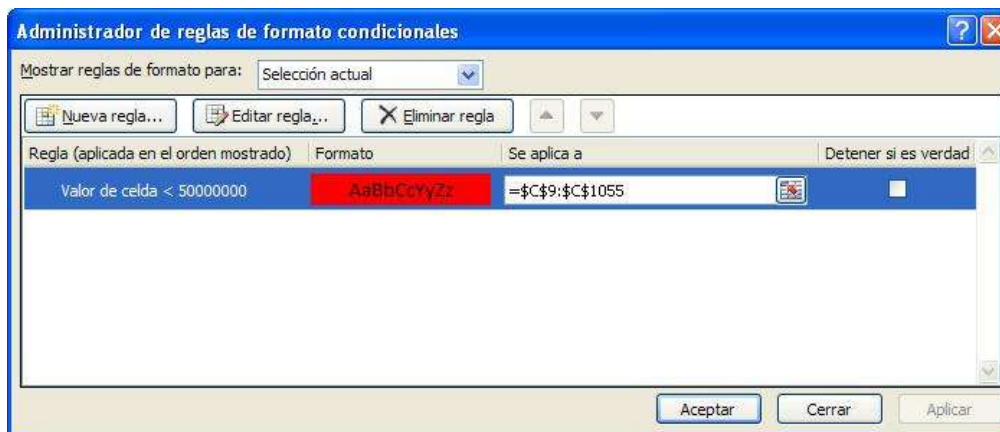 Administrador de reglas de formato condicionales
Mostrar reglas de formato para: Selección actual
Nueva regla... Editar regla... Eliminar regla
Regla (aplicada en el orden mostrado) Formato Se aplica a Detener si es verdad
Valor de celda < 50000000 AaBbCcYyZz =$C$9:$C$1055
Aceptar Cerrar Aplicar